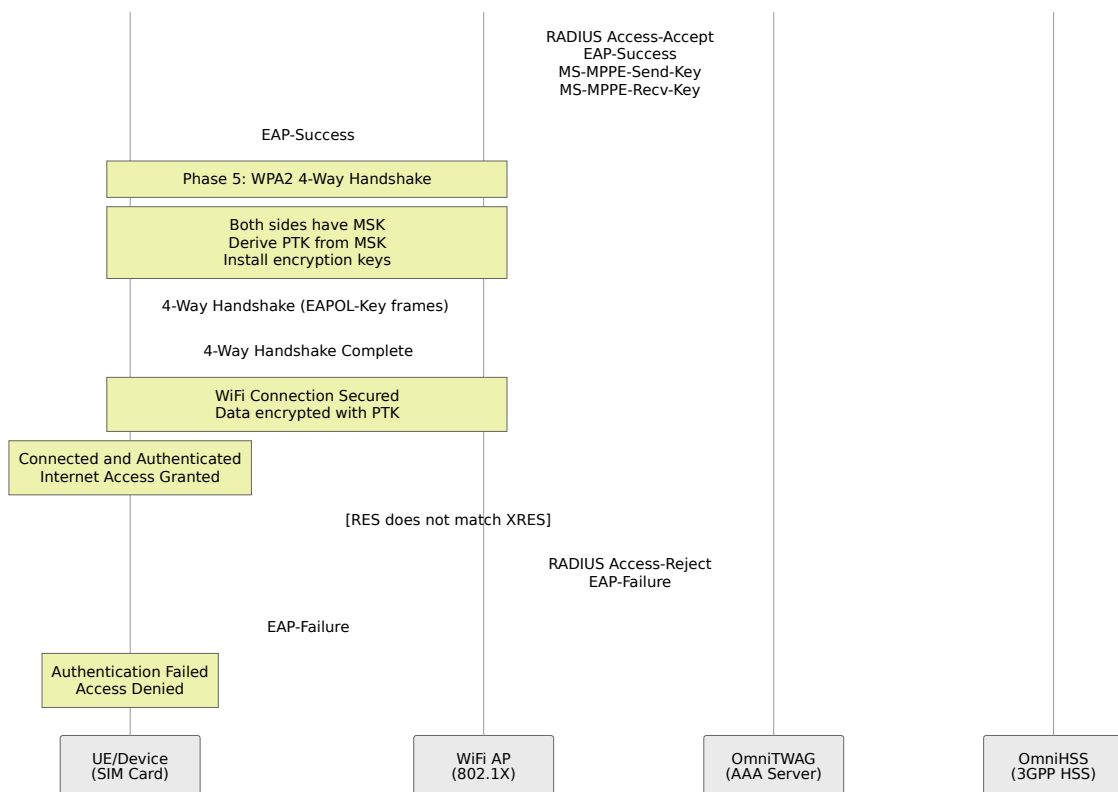 RADIUS Access-Accept
EAP-Success
MS-MPPE-Send-Key
MS-MPPE-Recv-Key
EAP-Success
Phase 5: WPA2 4-Way Handshake
Both sides have MSK
Derive PTK from MSK
Install encryption keys
4-Way Handshake (EAPOL-Key frames)
4-Way Handshake Complete
WiFi Connection Secured
Data encrypted with PTK
Connected and Authenticated
Internet Access Granted
[RES does not match XRES]
RADIUS Access-Reject
EAP-Failure
EAP-Failure
Authentication Failed
Access Denied
UE/Device
(SIM Card)
WiFi AP
(802.1X)
OmniTWAG
(AAA Server)
OmniHSS
(3GPP HSS)